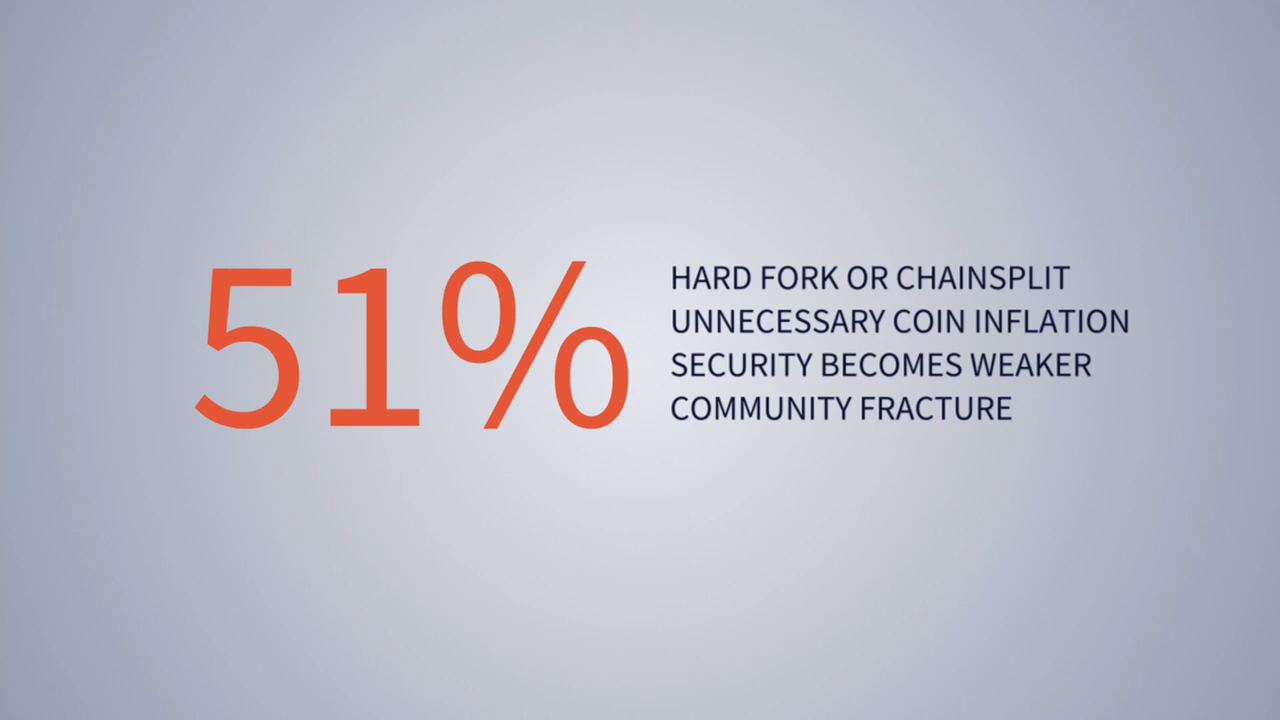 51%
HARD FORK OR CHAINSPLIT
UNNECESSARY COIN INFLATION
SECURITY BECOMES WEAKER
COMMUNITY FRACTURE